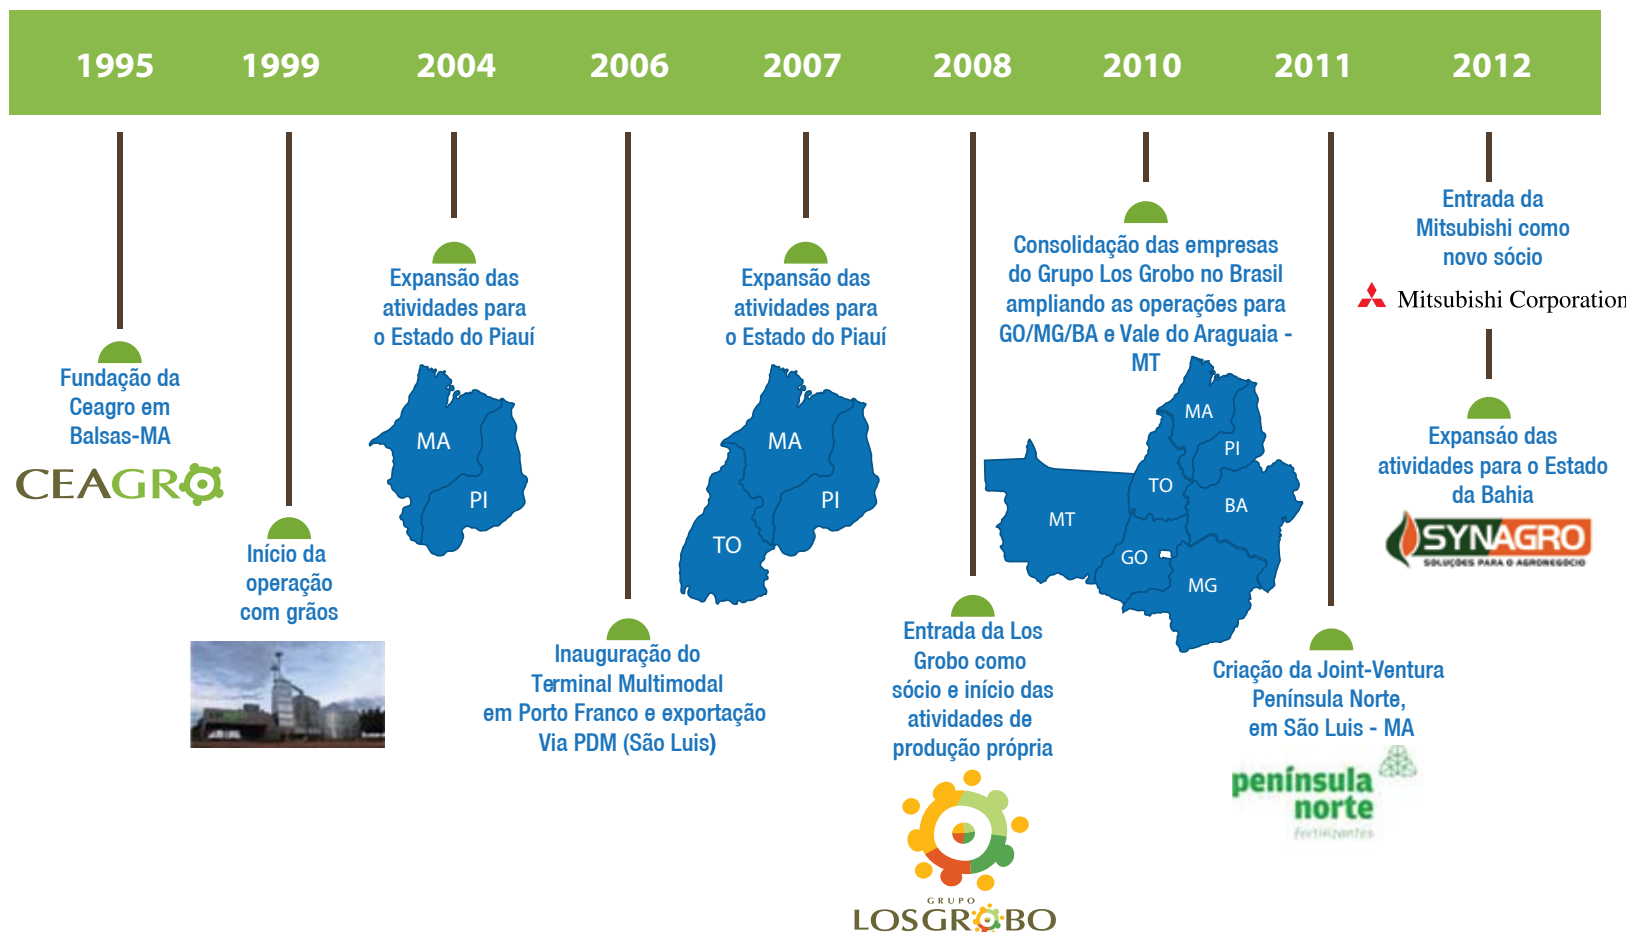 1995
1999
2004
2006
2007
2008
2010
2011
2012
Fundação da
Ceagro em
Balsas-MA
CEAGRO
Início da
operação
com grãos
Expansão das
atividades para
o Estado do Piauí
MA
PI
Inauguração do
Terminal Multimodal
em Porto Franco e exportação
Via PDM (São Luis)
Expansão das
atividades para
o Estado do Piauí
MA
PI
TO
Entrada da Los
Grobo como
sócio e início das
atividades de
produção própria
GRUPO
LOSGROBO
Consolidação das empresas
do Grupo Los Grobo no Brasil
ampliando as operações para
GO/MG/BA e Vale do Araguaia -
MT
MA
PI
TO
BA
MT
GO
MG
Criação da Joint-Ventura
Península Norte,
em São Luis - MA
península
norte
fertilizantes
Entrada da
Mitsubishi como
novo sócio
Mitsubishi Corporation
Expansáo das
atividades para o Estado
da Bahia
SYNAGRO
SOLUÇÕES PARA O AGRONEGÓCIO